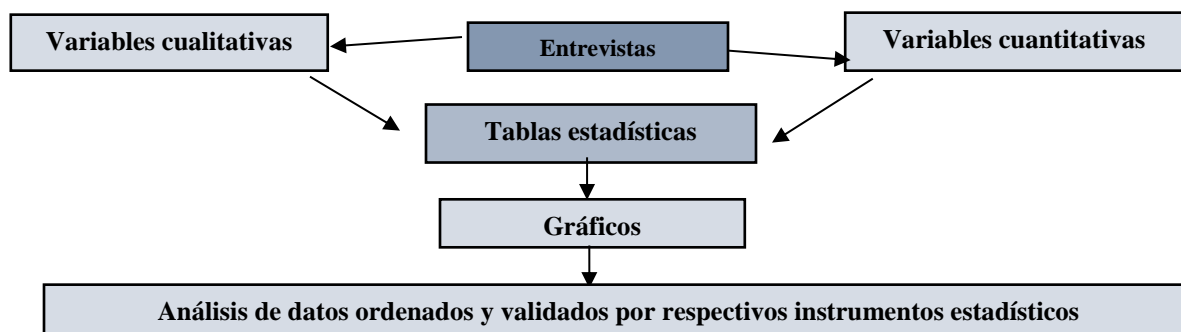 Variables cualitativas
Entrevistas
Variables cuantitativas
Tablas estadísticas
Gráficos
Análisis de datos ordenados y validados por respectivos instrumentos estadísticos